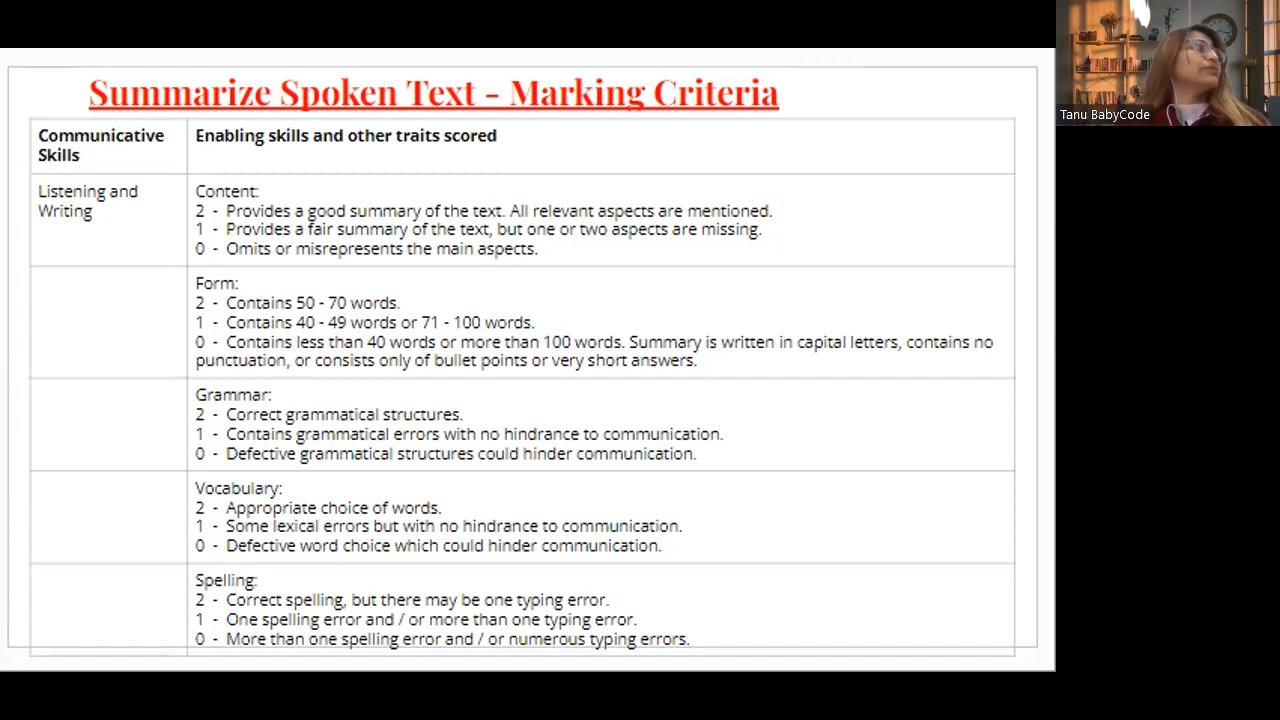 Summarize Spoken Text - Marking Criteria
Communicative
Skills
Enabling skills and other traits scored
Listening and
Writing
Content:
2 - Provides a good summary of the text. All relevant aspects are mentioned.
1 - Provides a fair summary of the text, but one or two aspects are missing.
0 - Omits or misrepresents the main aspects.
Form:
2 - Contains 50 - 70 words.
1 - Contains 40 - 49 words or 71 - 100 words.
0 - Contains less than 40 words or more than 100 words. Summary is written in capital letters, contains no
punctuation, or consists only of bullet points or very short answers.
Grammar:
2 - Correct grammatical structures.
1 - Contains grammatical errors with no hindrance to communication.
0 - Defective grammatical structures could hinder communication.
Vocabulary:
2 - Appropriate choice of words.
1 - Some lexical errors but with no hindrance to communication.
0 - Defective word choice which could hinder communication.
Spelling:
2 - Correct spelling, but there may be one typing error.
1 - One spelling error and / or more than one typing error.
0 - More than one spelling error and / or numerous typing errors.
Tanu BabyCode